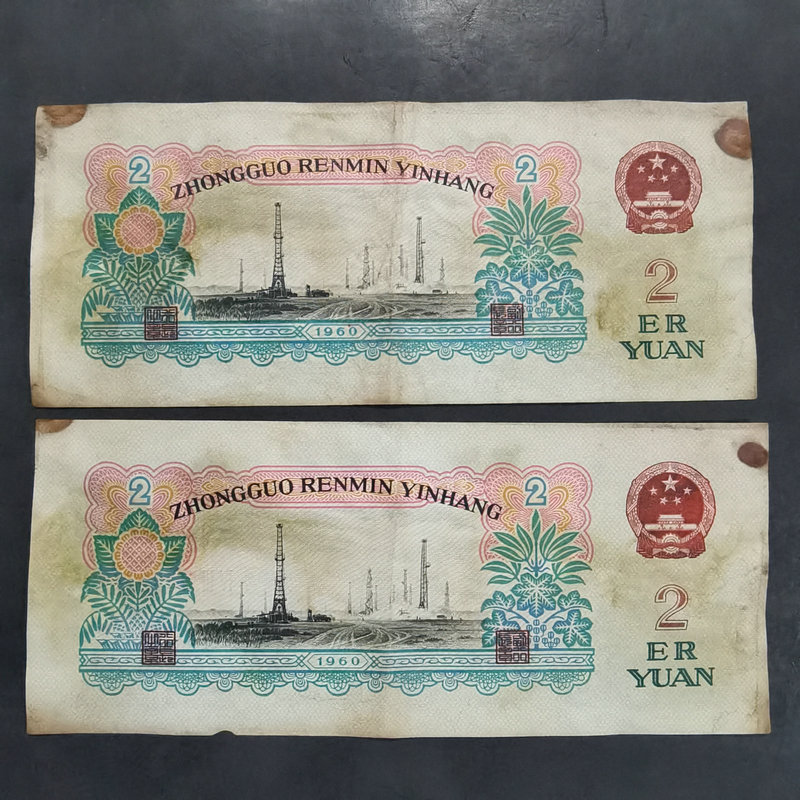 2 ZHONGGUO RENMIN YINHANG 2
2
ER
YUAN
1960
2 ZHONGGUO RENMIN YINHANG 2
2
ER
YUAN
1960